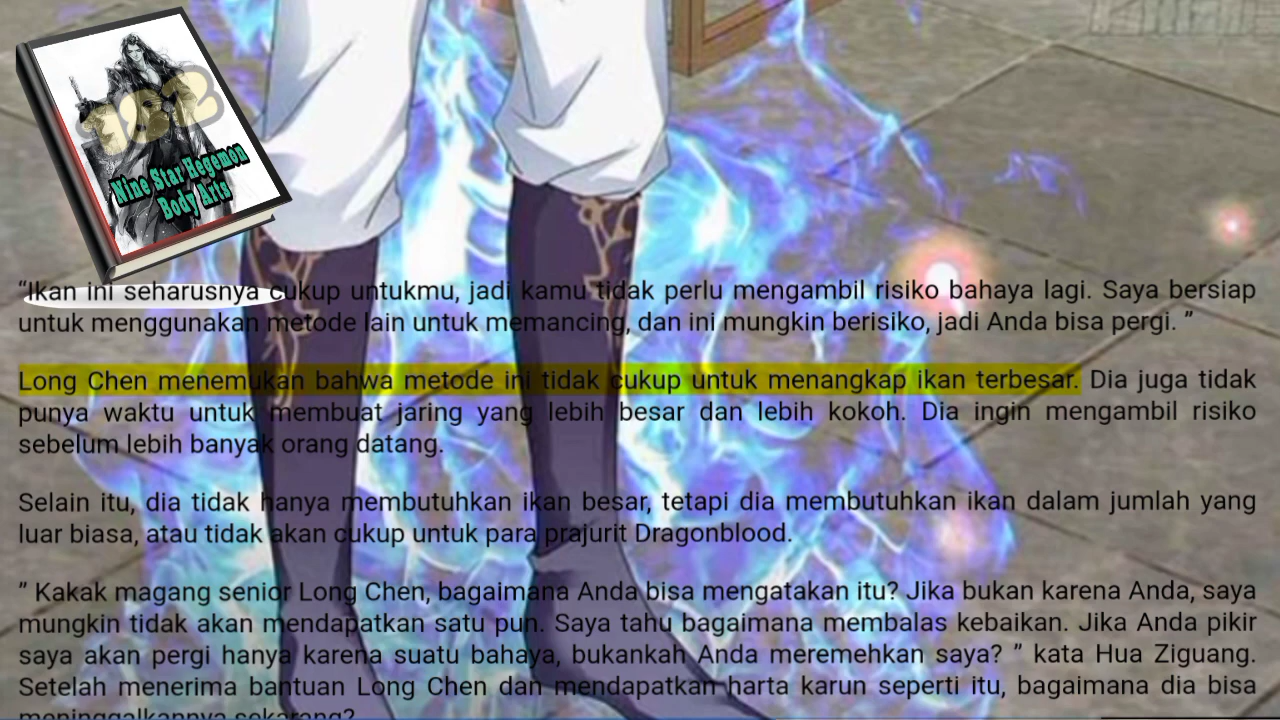 192
Nine Star Hegemon
Body Arts
“Ikan ini seharusnya cukup untukmu, jadi kamu tidak perlu mengambil risiko bahaya lagi. Saya bersiap
untuk menggunakan metode lain untuk memancing, dan ini mungkin berisiko, jadi Anda bisa pergi. ”
Long Chen menemukan bahwa metode ini tidak cukup untuk menangkap ikan terbesar. Dia juga tidak
punya waktu untuk membuat jaring yang lebih besar dan lebih kokoh. Dia ingin mengambil risiko
sebelum lebih banyak orang datang.
Selain itu, dia tidak hanya membutuhkan ikan besar, tetapi dia membutuhkan ikan dalam jumlah yang
luar biasa, atau tidak akan cukup untuk para prajurit Dragonblood.
” Kakak magang senior Long Chen, bagaimana Anda bisa mengatakan itu? Jika bukan karena Anda, saya
mungkin tidak akan mendapatkan satu pun. Saya tahu bagaimana membalas kebaikan. Jika Anda pikir
saya akan pergi hanya karena suatu bahaya, bukankah Anda meremehkan saya? ” kata Hua Ziguang.
Setelah menerima bantuan Long Chen dan mendapatkan harta karun seperti itu, bagaimana dia bisa
meninggalkannya sekarang?